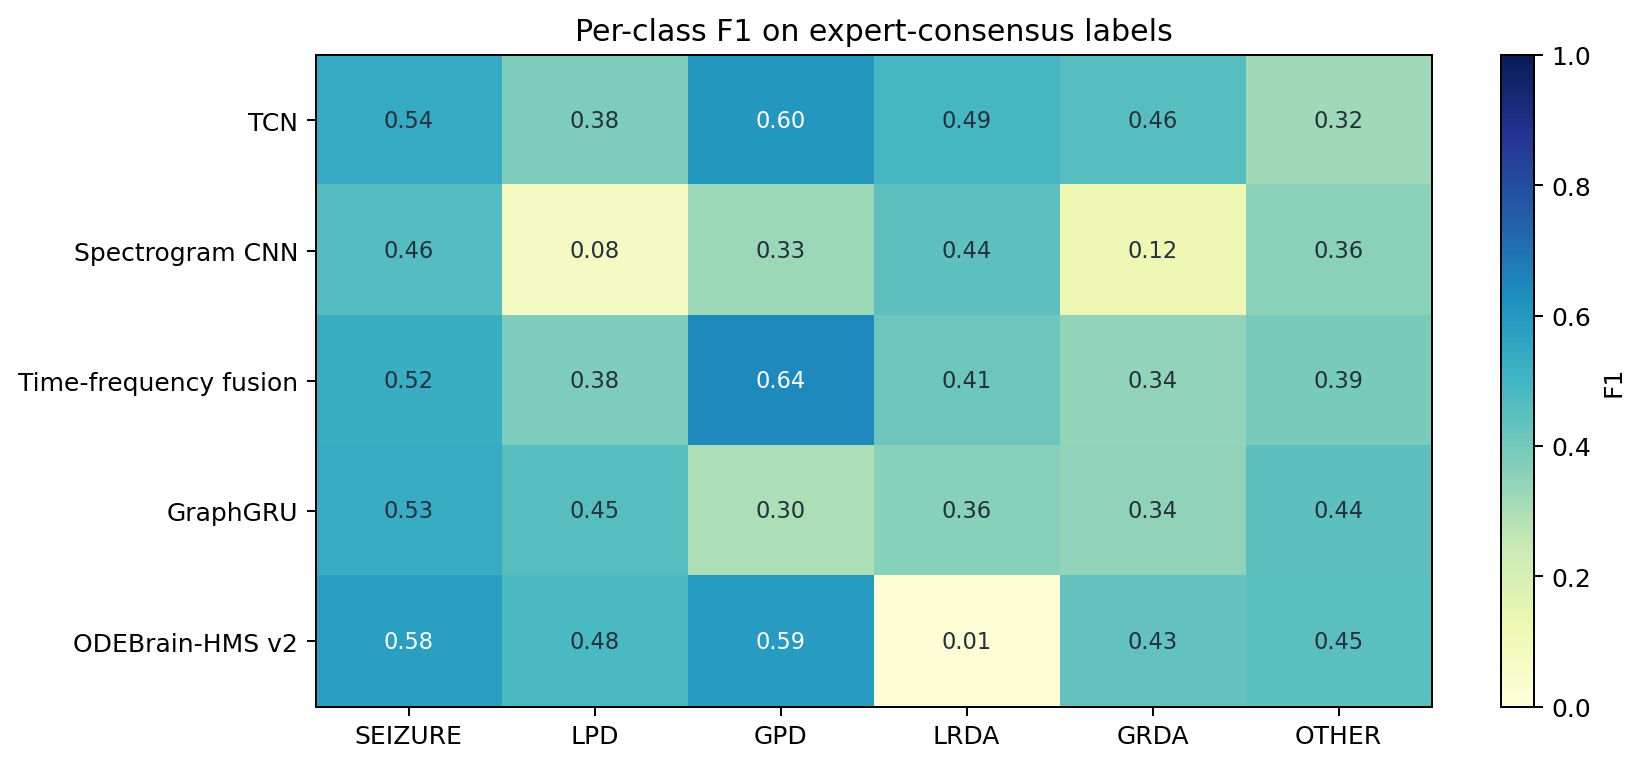 Per-class F1 on expert-consensus labels
TCN 0.54 0.38 0.60 0.49 0.46 0.32
Spectrogram CNN 0.46 0.08 0.33 0.44 0.12 0.36
Time-frequency fusion 0.52 0.38 0.64 0.41 0.34 0.39
GraphGRU 0.53 0.45 0.30 0.36 0.34 0.44
ODEBrain-HMS v2 0.58 0.48 0.59 0.01 0.43 0.45
SEIZURE LPD GPD LRDA GRDA OTHER
1.0
0.8
0.6
0.4
0.2
0.0
F1